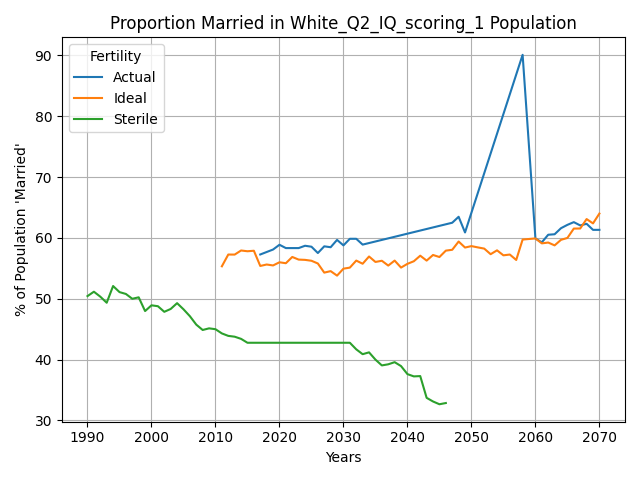 Proportion Married in White_Q2_IQ_scoring_1 Population
Fertility
Actual
Ideal
Sterile
% of Population 'Married'
90
80
70
60
50
40
30
1990 2000 2010 2020 2030 2040 2050 2060 2070
Years